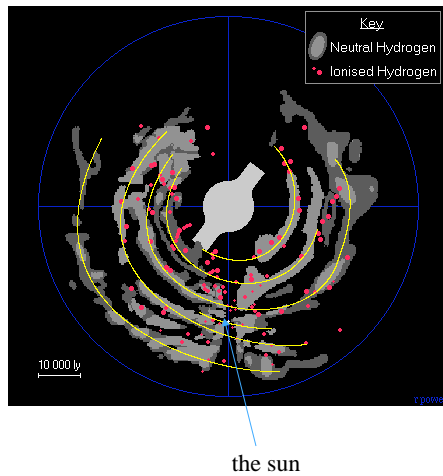 Key
Neutral Hydrogen
Ionised Hydrogen
10 000 ly
the sun